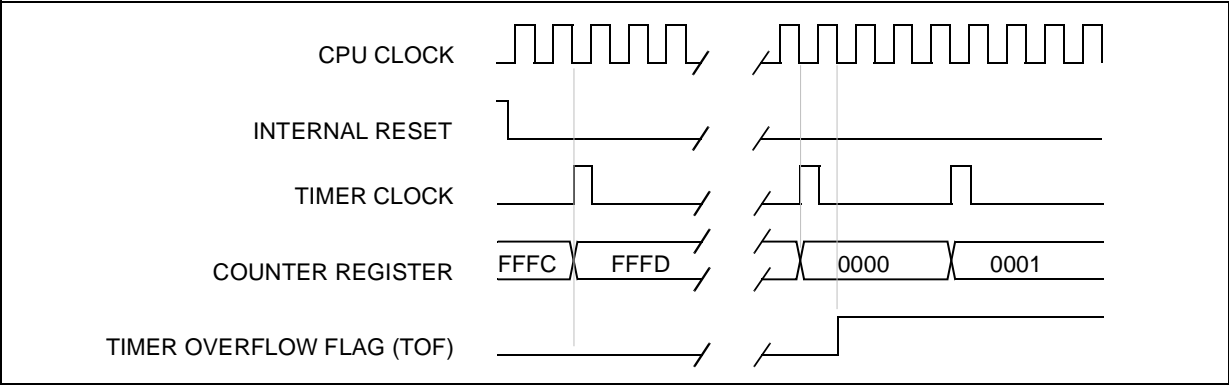 CPU CLOCK
INTERNAL RESET
TIMER CLOCK
COUNTER REGISTER
FFFC FFFD 0000 0001
TIMER OVERFLOW FLAG (TOF)